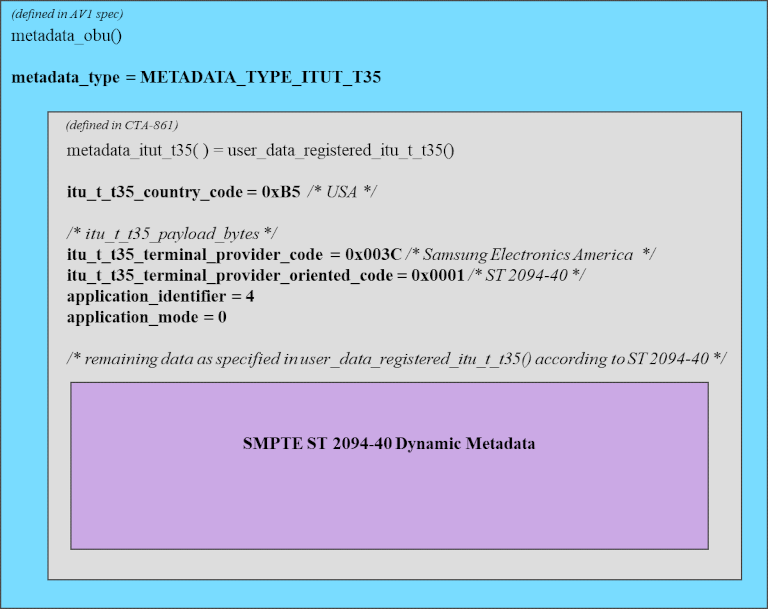 (defined in AV1 spec)
metadata_obu()
metadata_type = METADATA_TYPE_ITUT_T35
(defined in CTA-861)
metadata_itut_t35( ) = user_data_registered_itu_t_t35()
itu_t_t35_country_code = 0xB5 /* USA */
/* itu_t_t35_payload_bytes */
itu_t_t35_terminal_provider_code = 0x003C /* Samsung Electronics America */
itu_t_t35_terminal_provider_oriented_code = 0x0001 /* ST 2094-40 */
application_identifier = 4
application_mode = 0
/* remaining data as specified in user_data_registered_itu_t_t35() according to ST 2094-40 */
SMPTE ST 2094-40 Dynamic Metadata